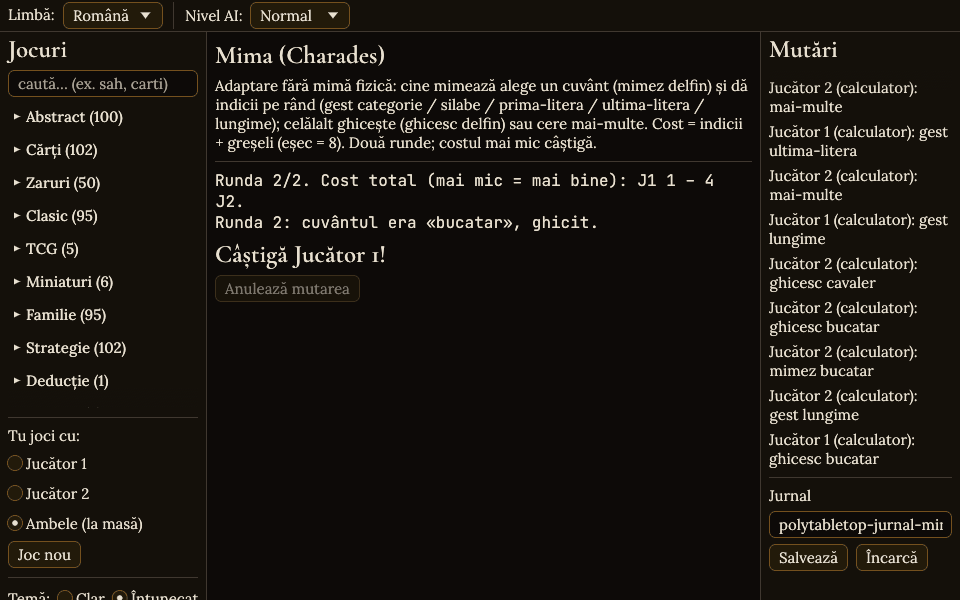 Limbă: Română ▼ Nivel AI: Normal ▼
Jocuri
caută... (ex. sah, carti)
▸ Abstract (100)
▸ Cărți (102)
▸ Zaruri (50)
▸ Clasic (95)
▸ TCG (5)
▸ Miniaturi (6)
▸ Familie (95)
▸ Strategie (102)
▸ Deducție (1)
Tu joci cu:
Jucător 1
Jucător 2
Ambele (la masă)
Joc nou
Temă: Clar Întunecat
Mima (Charades)
Adaptare fără mimă fizică: cine mimează alege un cuvânt (mimez delfin) și dă
indicii pe rând (gest categorie / silabe / prima-litera / ultima-litera /
lungime); celălalt ghicește (ghicesc delfin) sau cere mai-multe. Cost = indicii
+ greșeli (eșec = 8). Două runde; costul mai mic câștigă.
Runda 2/2. Cost total (mai mic = mai bine): J1 1 – 4
J2.
Runda 2: cuvântul era «bucatar», ghicit.
Câștigă Jucător 1!
Anulează mutarea
Mutări
Jucător 2 (calculator):
mai-multe
Jucător 1 (calculator): gest
ultima-litera
Jucător 2 (calculator):
mai-multe
Jucător 1 (calculator): gest
lungime
Jucător 2 (calculator):
ghicesc cavaler
Jucător 2 (calculator):
ghicesc bucatar
Jucător 2 (calculator):
mimez bucatar
Jucător 2 (calculator):
gest lungime
Jucător 1 (calculator):
ghicesc bucatar
Jurnal
polytabletop-jurnal-mi
Salvează Încarcă